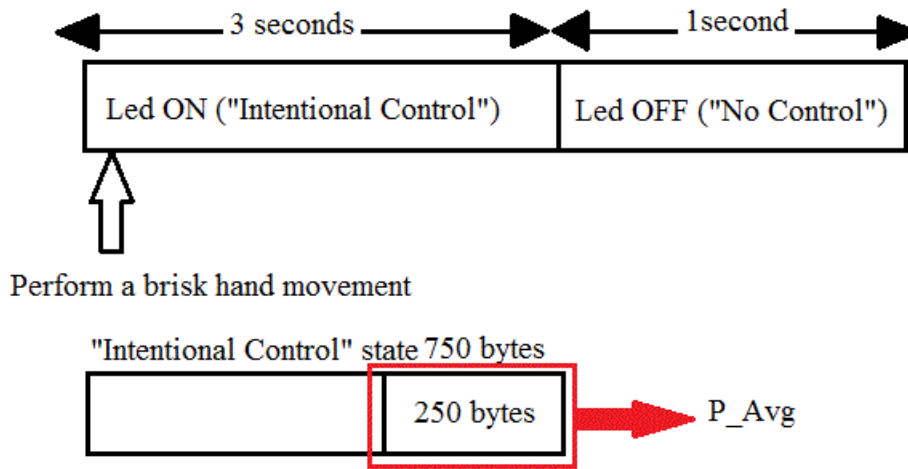 3 seconds
1second
Led ON ("Intentional Control")
Led OFF ("No Control")
Perform a brisk hand movement
"Intentional Control" state 750 bytes
250 bytes
P_Avg